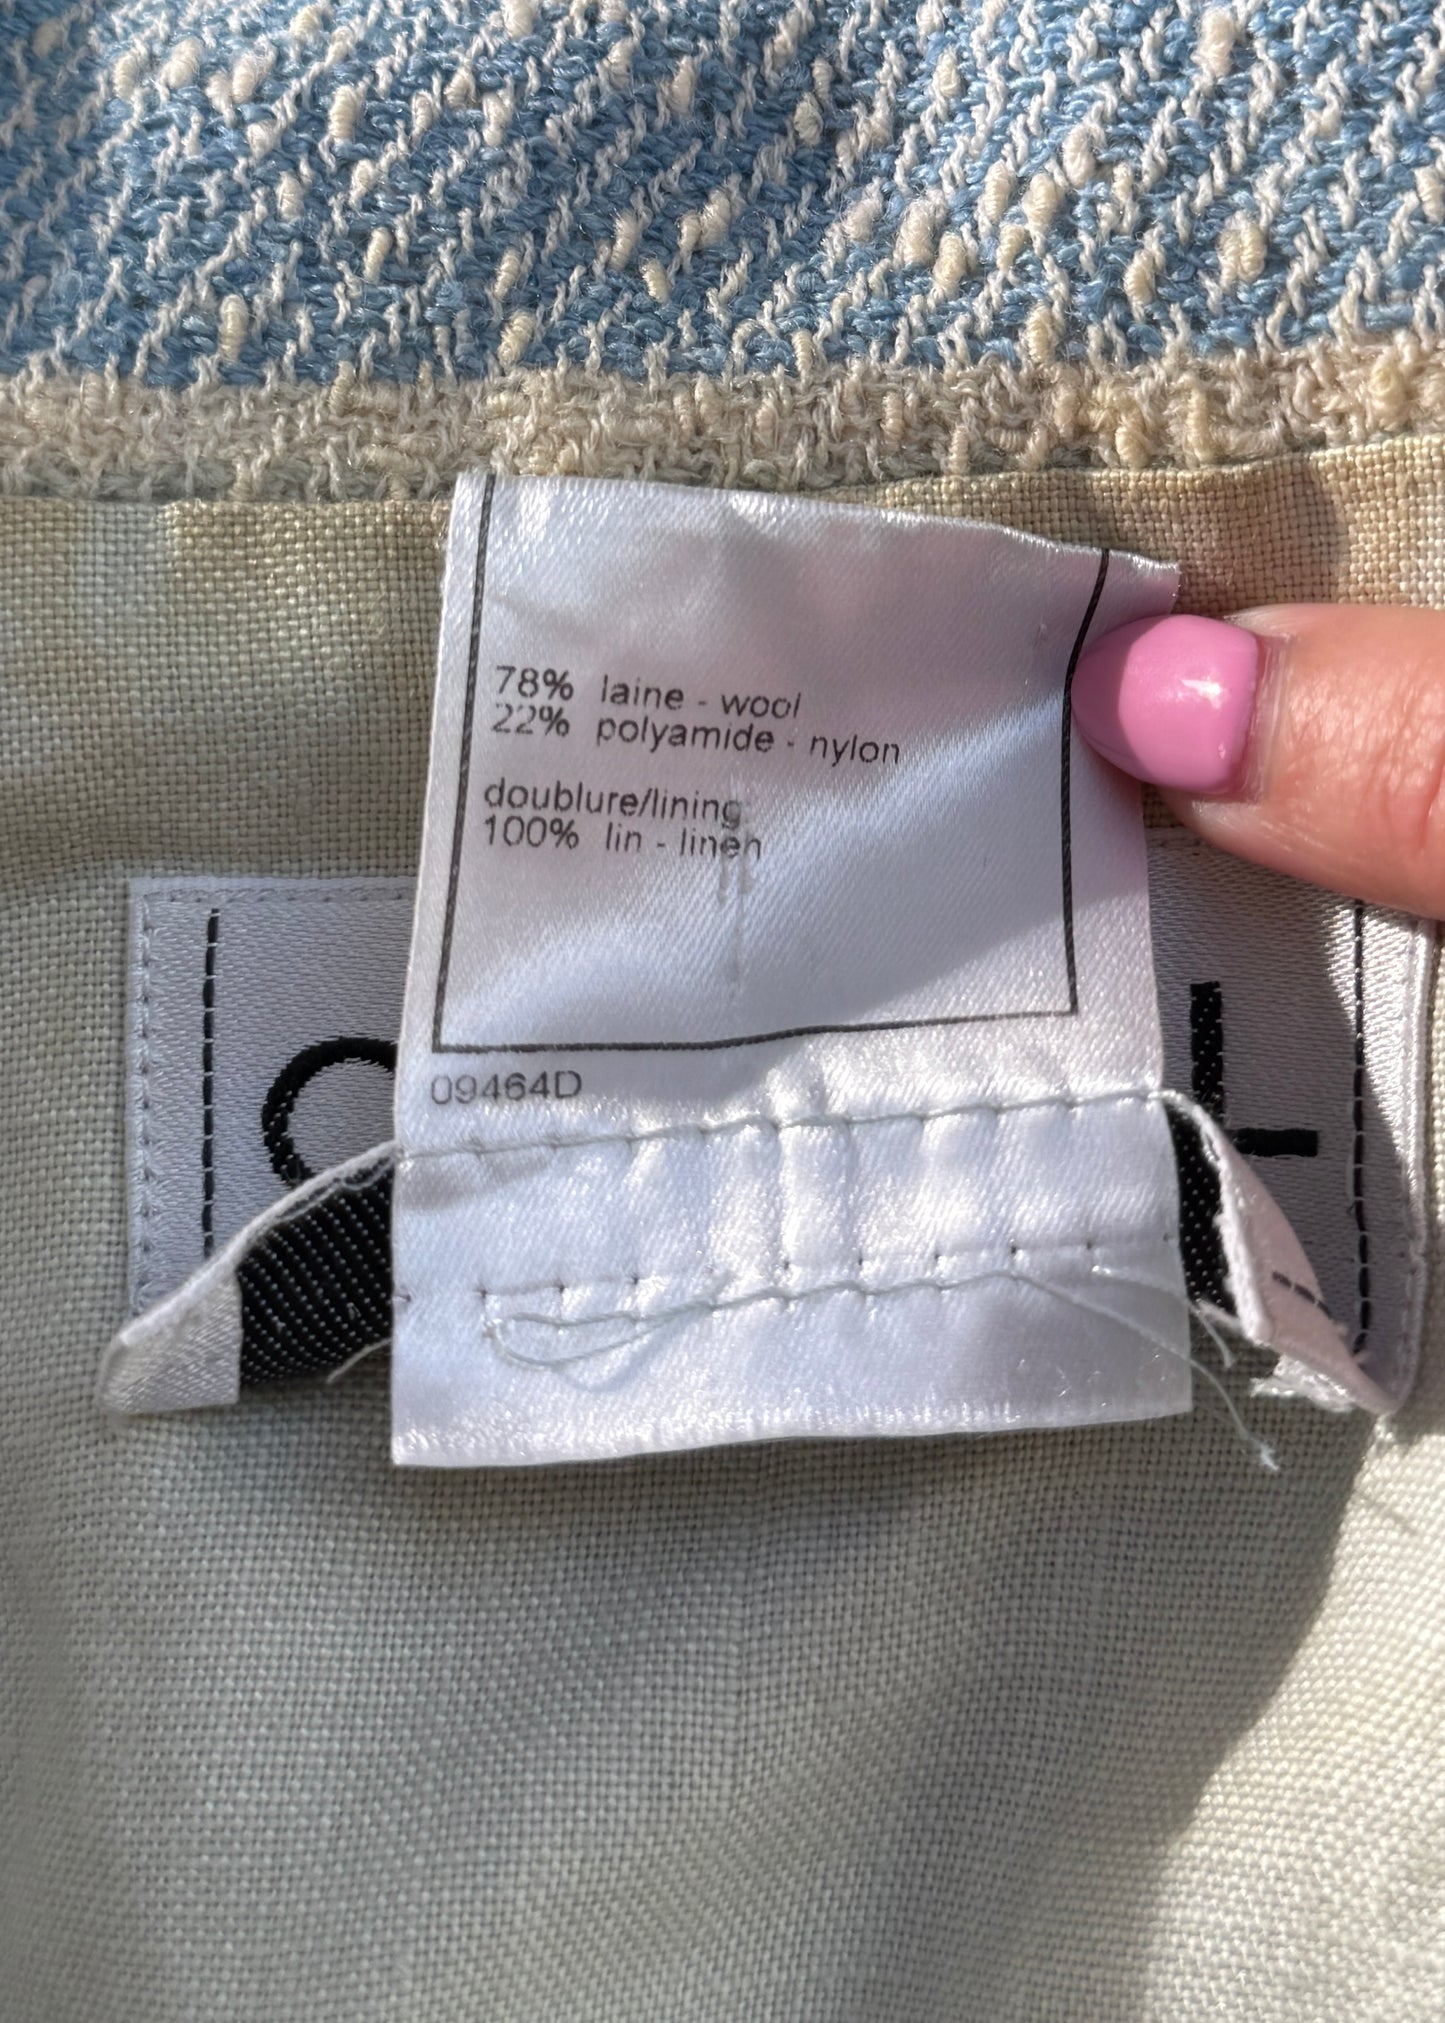 78% laine - wool
22% polyamide - nylon
doublure/lining:
100% lin - linen
09464D